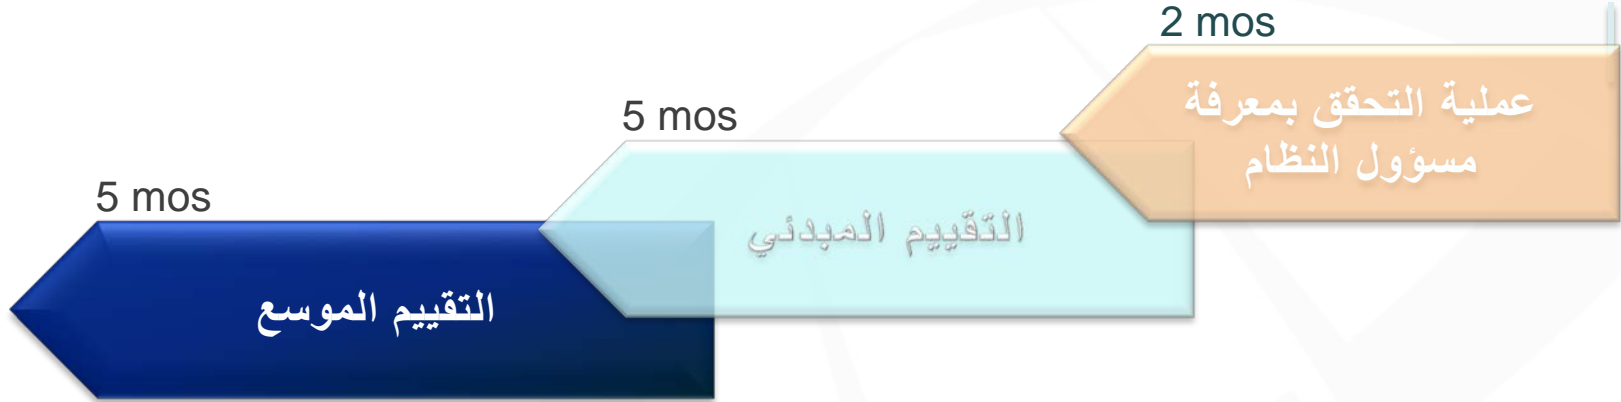 2 mos
عملية التحقق بمعرفة
مسؤول النظام
5 mos
التقييم المبدئي
5 mos
التقييم الموسع